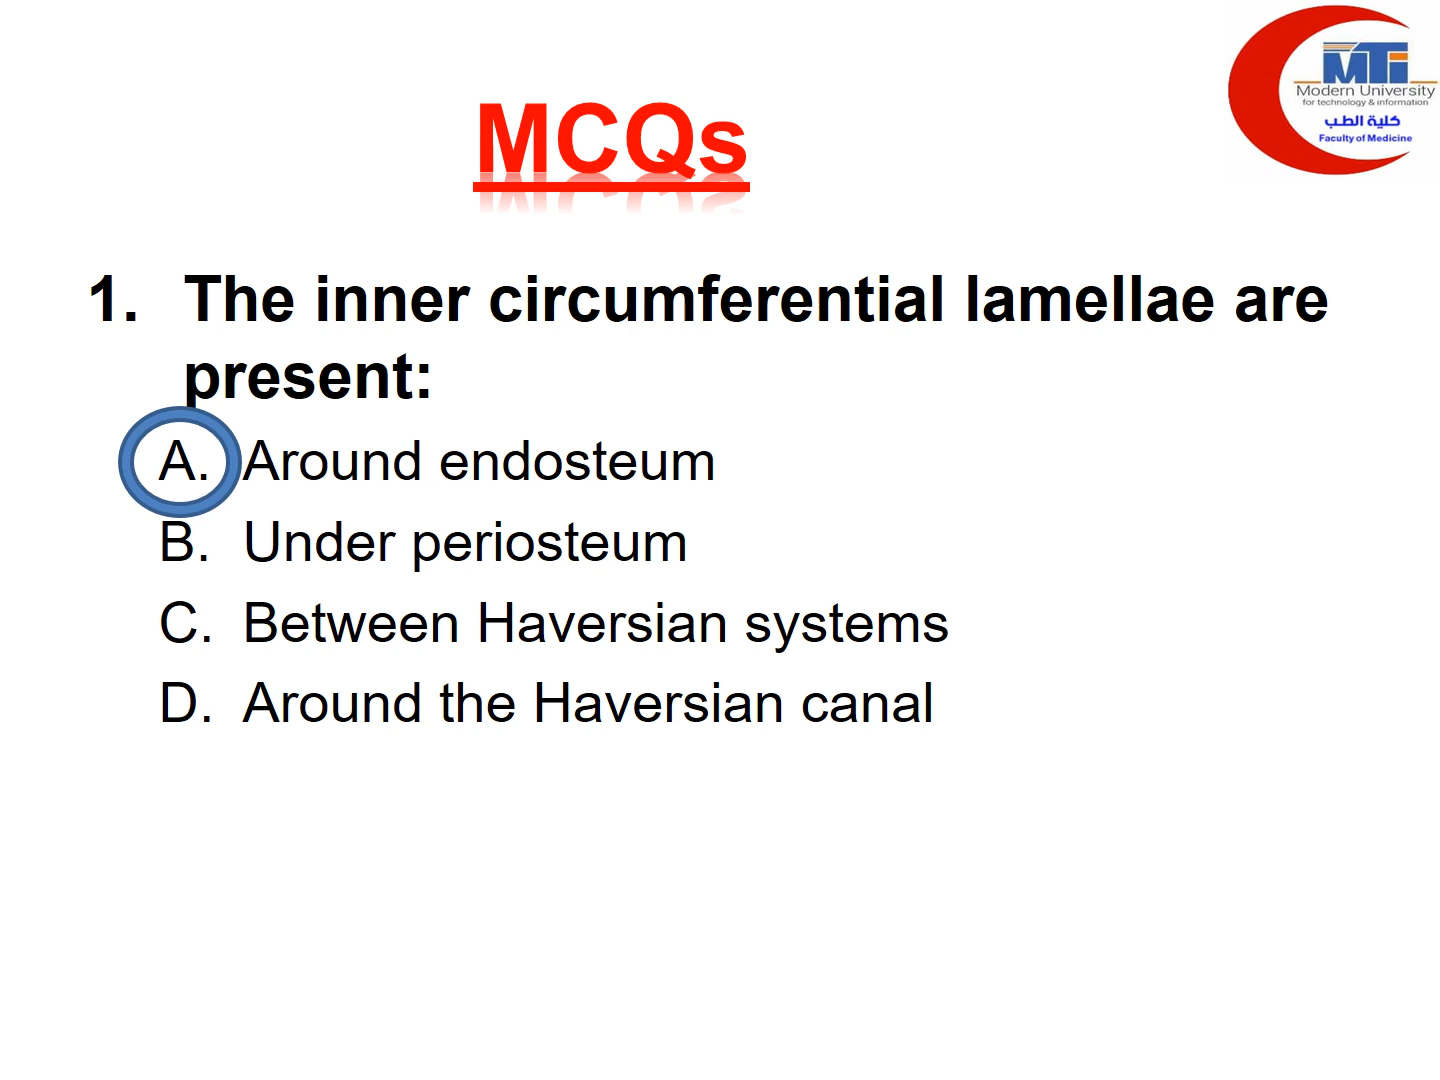 MTi
Modern University
for technology & information
كلية الطب
Faculty of Medicine
MCQs
1. The inner circumferential lamellae are
present:
A. Around endosteum
B. Under periosteum
C. Between Haversian systems
D. Around the Haversian canal